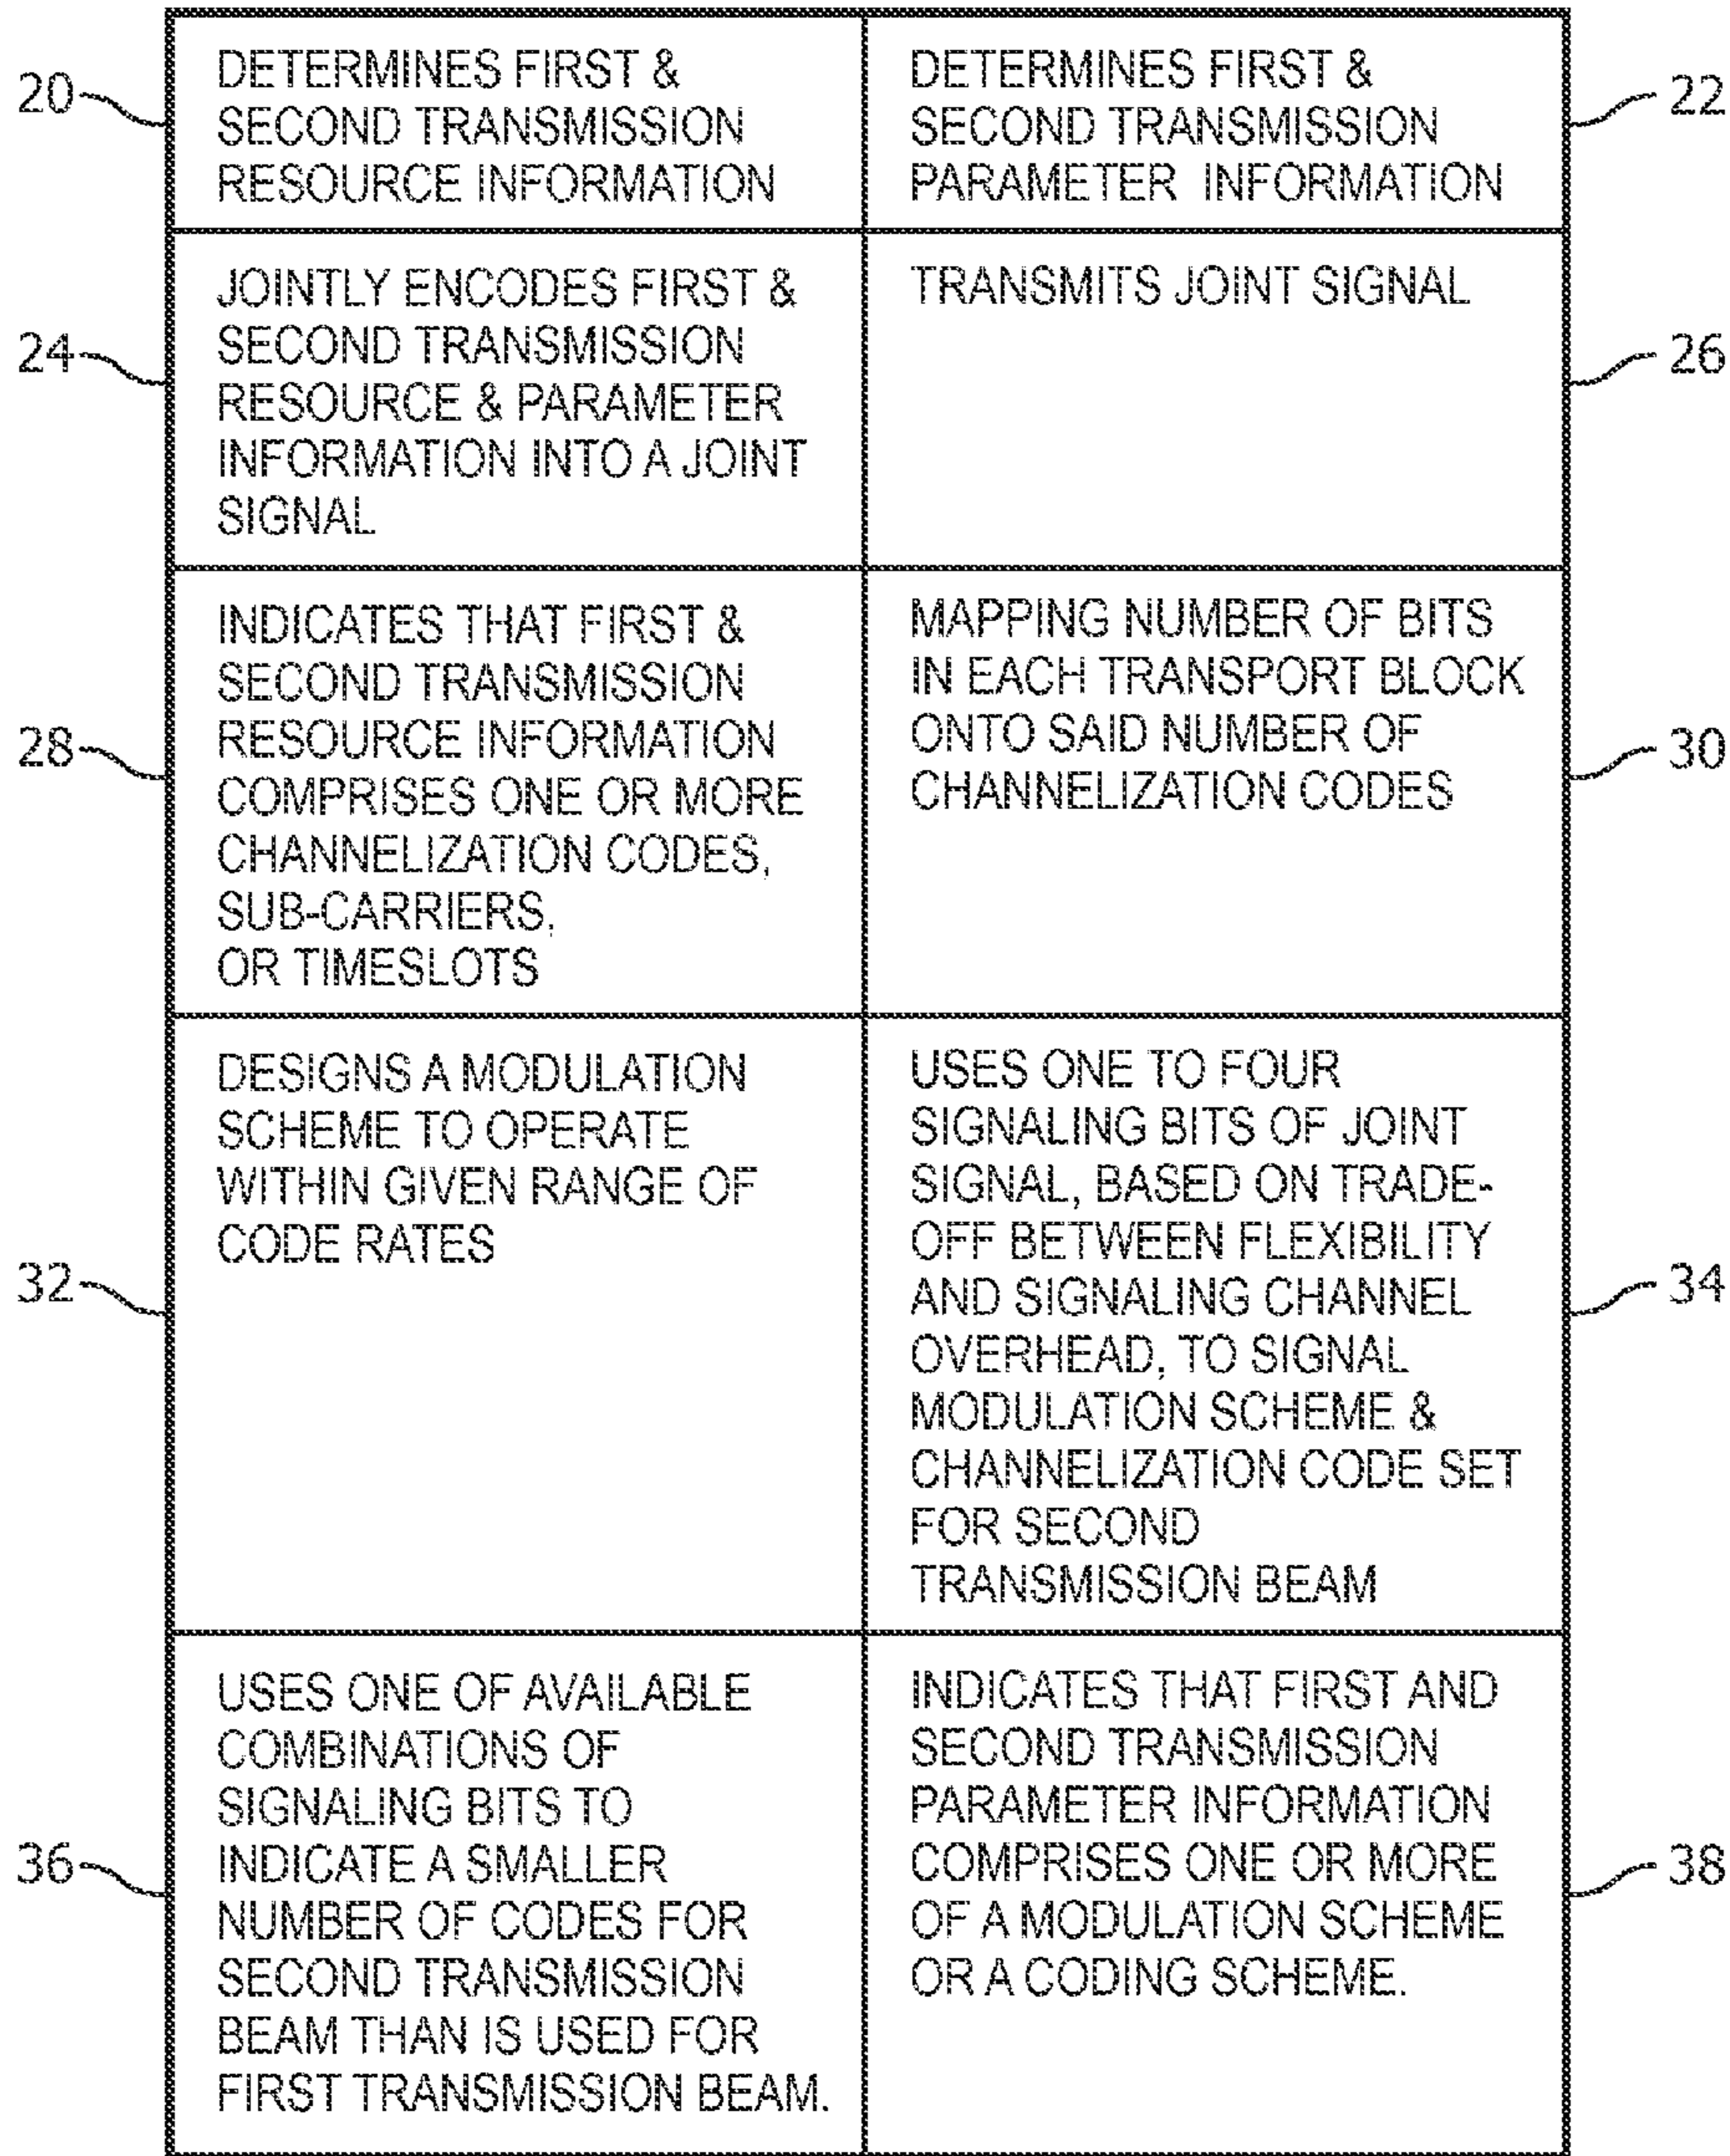 20
DETERMINES FIRST &
SECOND TRANSMISSION
RESOURCE INFORMATION
DETERMINES FIRST &
SECOND TRANSMISSION
PARAMETER INFORMATION
22
24
JOINTLY ENCODES FIRST &
SECOND TRANSMISSION
RESOURCE & PARAMETER
INFORMATION INTO A JOINT
SIGNAL
TRANSMITS JOINT SIGNAL
26
28
INDICATES THAT FIRST &
SECOND TRANSMISSION
RESOURCE INFORMATION
COMPRISES ONE OR MORE
CHANNELIZATION CODES,
SUB-CARRIERS,
OR TIMESLOTS
MAPPING NUMBER OF BITS
IN EACH TRANSPORT BLOCK
ONTO SAID NUMBER OF
CHANNELIZATION CODES
30
32
DESIGNS A MODULATION
SCHEME TO OPERATE
WITHIN GIVEN RANGE OF
CODE RATES
USES ONE TO FOUR
SIGNALING BITS OF JOINT
SIGNAL, BASED ON TRADE-
OFF BETWEEN FLEXIBILITY
AND SIGNALING CHANNEL
OVERHEAD, TO SIGNAL
MODULATION SCHEME &
CHANNELIZATION CODE SET
FOR SECOND
TRANSMISSION BEAM
34
36
USES ONE OF AVAILABLE
COMBINATIONS OF
SIGNALING BITS TO
INDICATE A SMALLER
NUMBER OF CODES FOR
SECOND TRANSMISSION
BEAM THAN IS USED FOR
FIRST TRANSMISSION BEAM.
INDICATES THAT FIRST AND
SECOND TRANSMISSION
PARAMETER INFORMATION
COMPRISES ONE OR MORE
OF A MODULATION SCHEME
OR A CODING SCHEME.
38